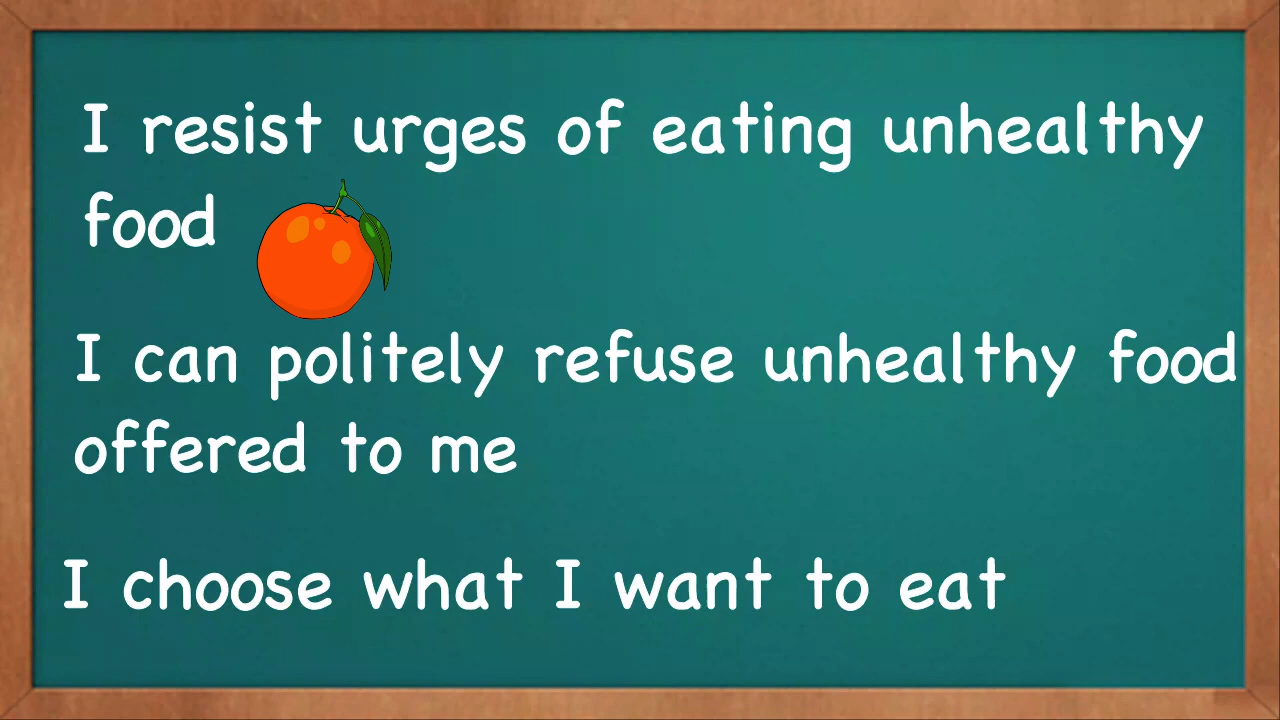 I resist urges of eating unhealthy
food
I can politely refuse unhealthy food
offered to me
I choose what I want to eat